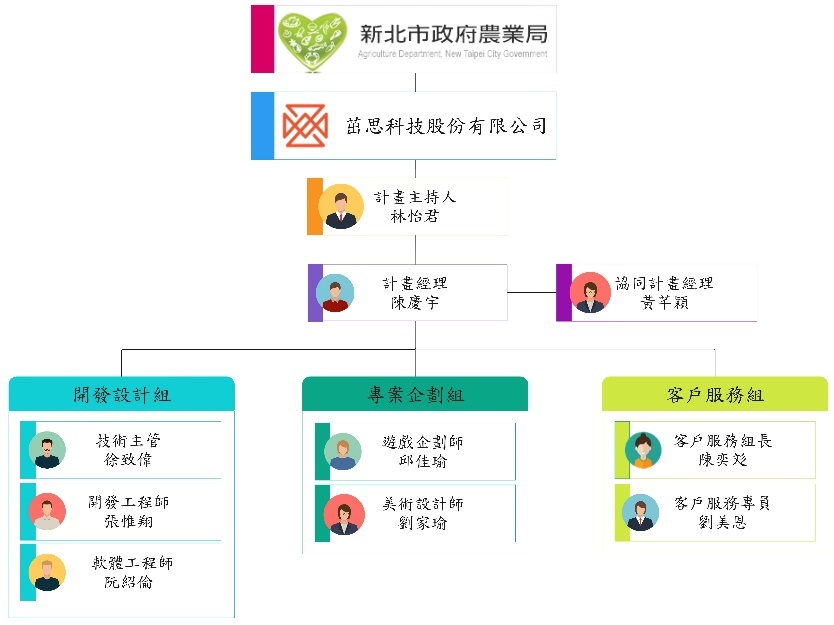 新北市政府農業局
Agriculture Department, New Taipei City Government
茁思科技股份有限公司
計畫主持人
林怡君
計畫經理
陳慶宇
協同計畫經理
黃芊穎
開發設計組
專案企劃組
客戶服務組
技術主管
徐致偉
開發工程師
張惟翔
軟體工程師
阮紹倫
遊戲企劃師
邱佳瑜
美術設計師
劉家瑜
客戶服務組長
陳奕彣
客戶服務專員
劉美恩